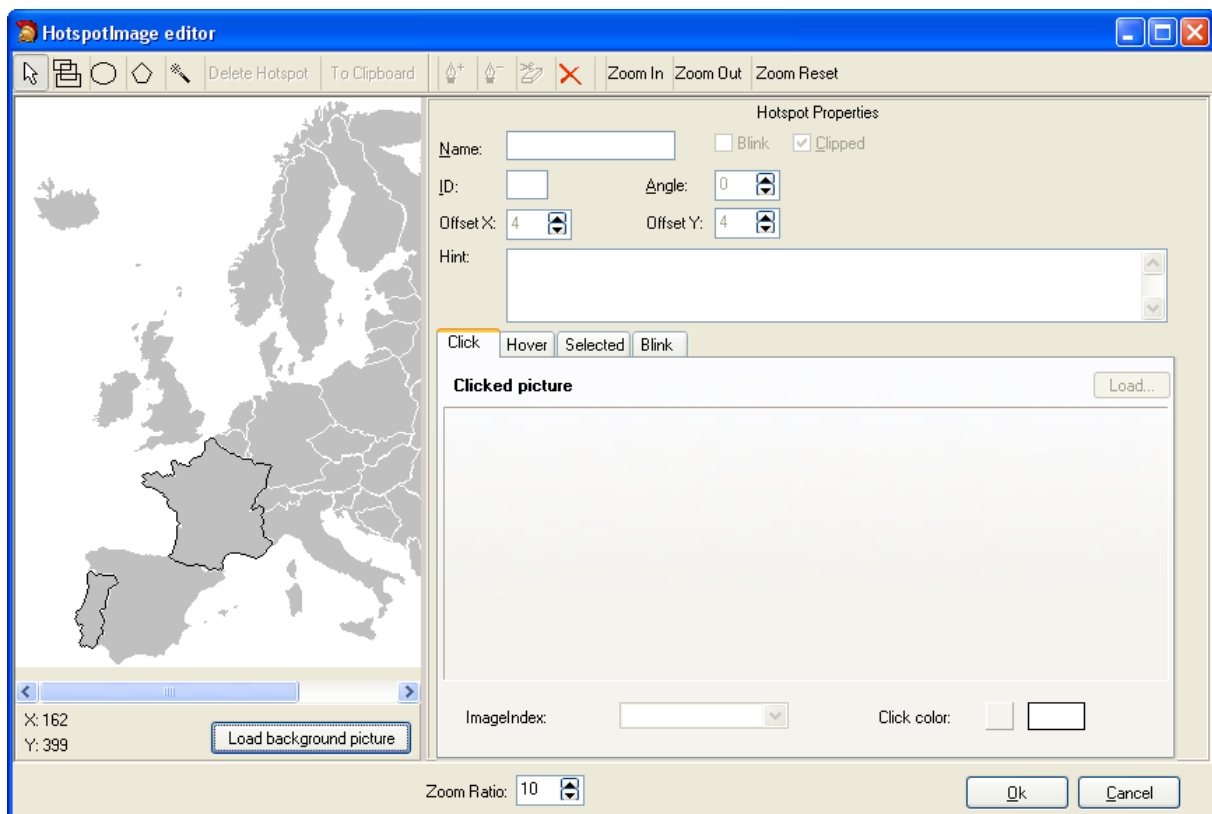 HotspotImage editor
Delete Hotspot To Clipboard Zoom In Zoom Out Zoom Reset
Hotspot Properties
Name: Blink Clipped
ID: Angle: 0
Offset X: 4 Offset Y: 4
Hint:
Click Hover Selected Blink
Clicked picture Load...
ImageIndex: Click color:
X: 162
Y: 399
Load background picture
Zoom Ratio: 10 Ok Cancel